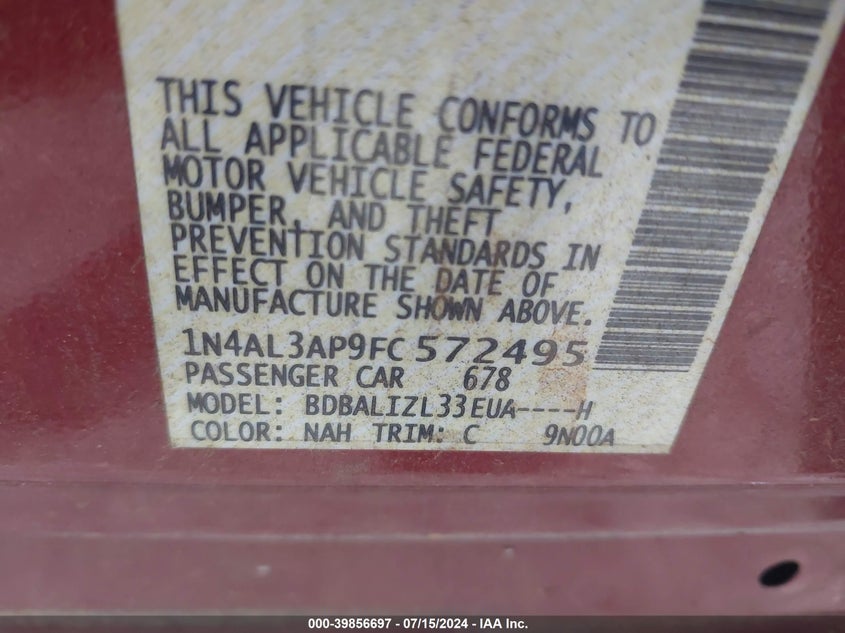 THIS VEHICLE CONFORMS TO
ALL APPLICABLE FEDERAL
MOTOR VEHICLE SAFETY,
BUMPER, AND THEFT
PREVENTION STANDARDS IN
EFFECT ON THE DATE OF
MANUFACTURE SHOWN ABOVE.
1N4AL3AP9FC572495
PASSENGER CAR 678
MODEL: BDBALIZL33EUA----H
COLOR: NAH TRIM: C 9N00A
000-39856697 - 07/15/2024 - IAA Inc.